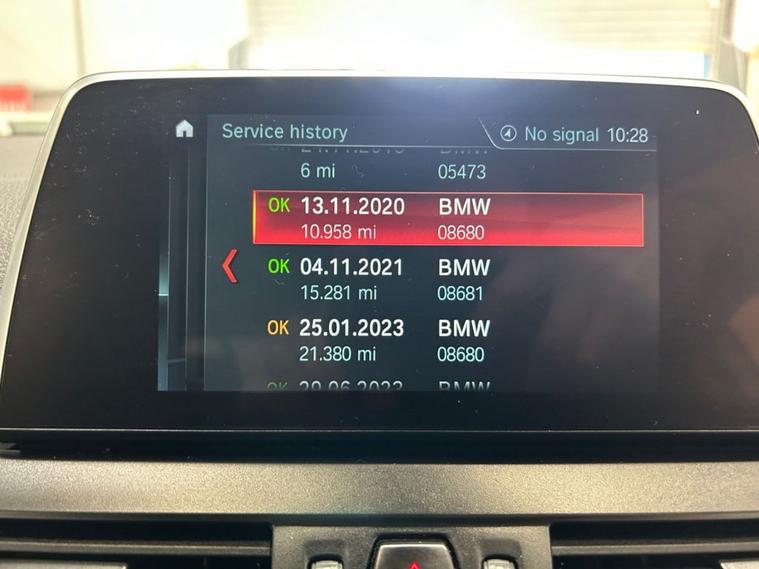 Service history
No signal 10:28
6 mi 05473
OK 13.11.2020 BMW
10.958 mi 08680
OK 04.11.2021 BMW
15.281 mi 08681
OK 25.01.2023 BMW
21.380 mi 08680